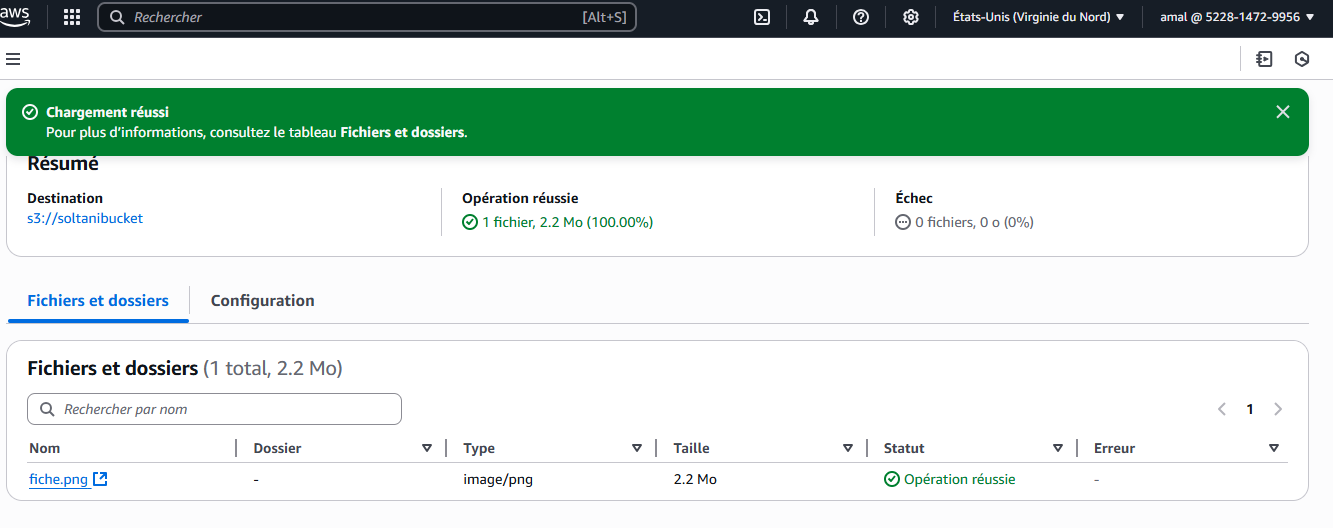 aws Rechercher [Alt+S] États-Unis (Virginie du Nord) amal @ 5228-1472-9956
Chargement réussi
Pour plus d'informations, consultez le tableau Fichiers et dossiers.
Résumé
Destination Opération réussie Échec
s3://soltanibucket 1 fichier, 2.2 Mo (100.00%) 0 fichiers, 0 o (0%)
Fichiers et dossiers Configuration
Fichiers et dossiers (1 total, 2.2 Mo)
Rechercher par nom 1
Nom Dossier Type Taille Statut Erreur
fiche.png - image/png 2.2 Mo Opération réussie -